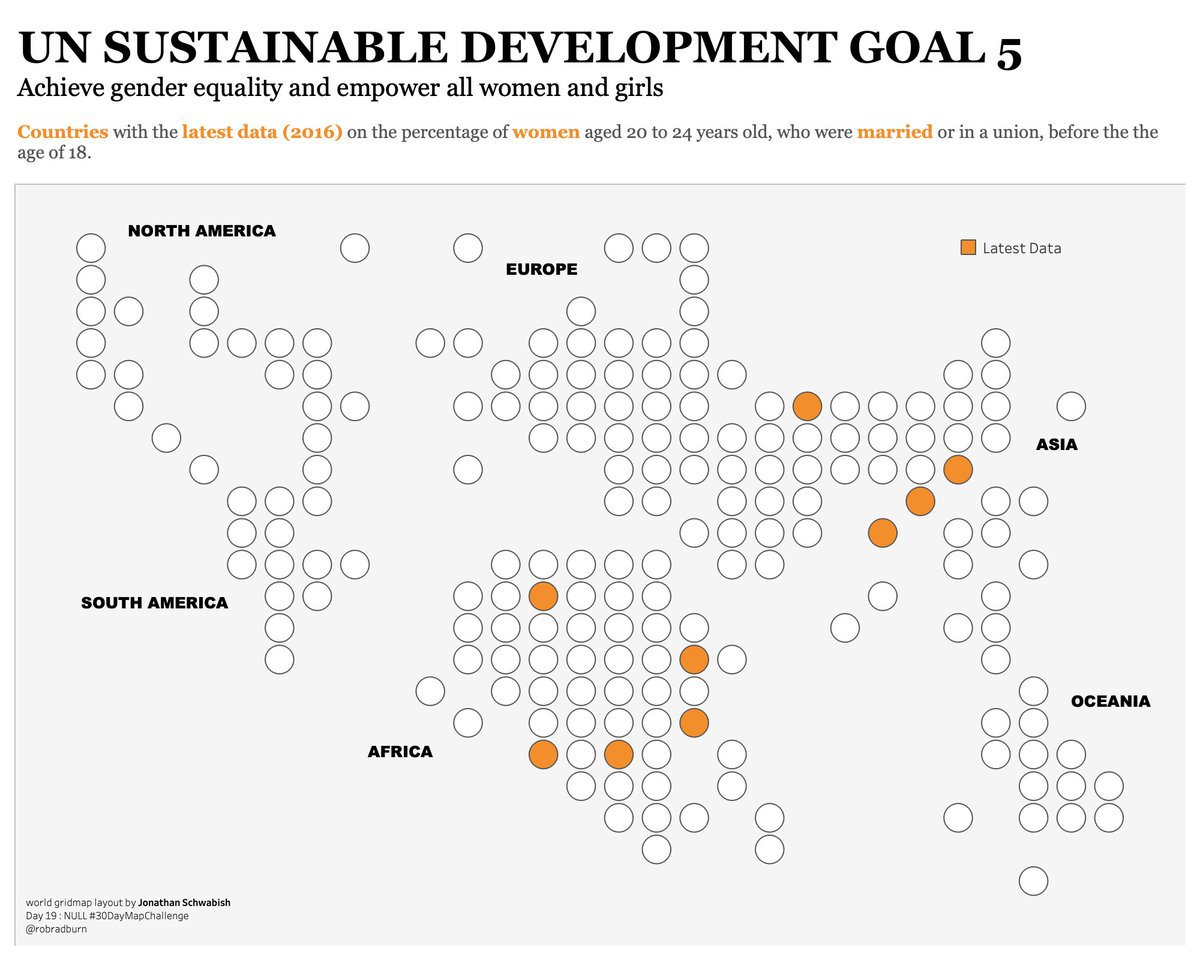 UN SUSTAINABLE DEVELOPMENT GOAL 5
Achieve gender equality and empower all women and girls
Countries with the latest data (2016) on the percentage of women aged 20 to 24 years old, who were married or in a union, before the the
age of 18.
NORTH AMERICA
EUROPE
Latest Data
ASIA
SOUTH AMERICA
OCEANIA
AFRICA
world gridmap layout by Jonathan Schwabish
Day 19 : NULL #30DayMapChallenge
@robradburn